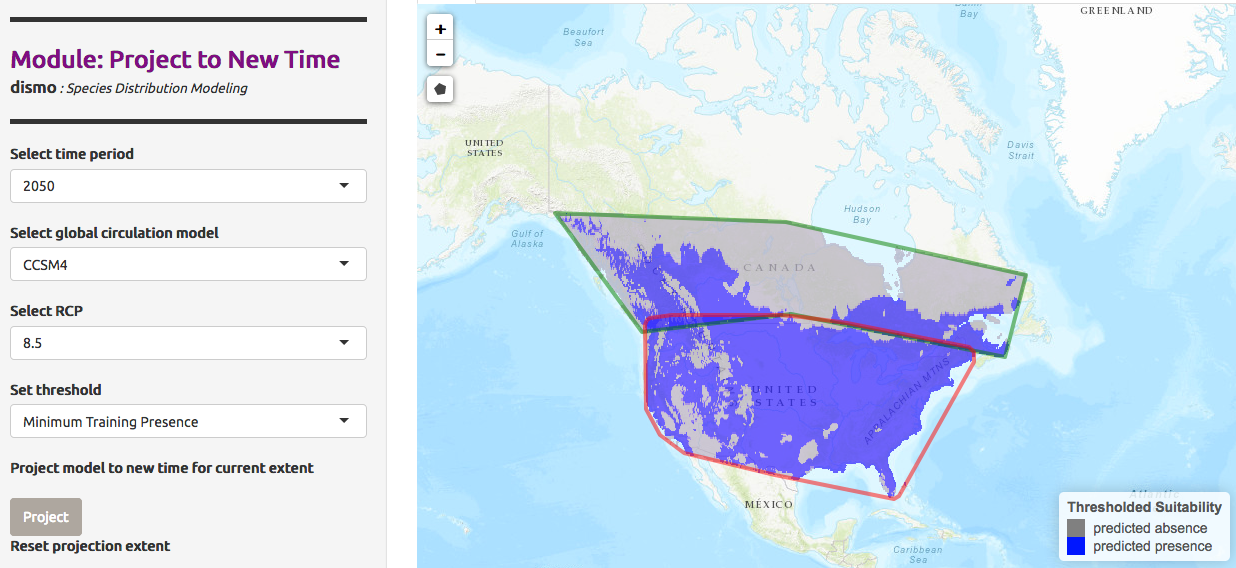 Module: Project to New Time
dismo : Species Distribution Modeling
Select time period
2050
Select global circulation model
CCSM4
Select RCP
8.5
Set threshold
Minimum Training Presence
Project model to new time for current extent
Project
Reset projection extent
+
−
Baffin
Bay
GREENLAND
Beaufort
Sea
UNITED
STATES
Davis
Strait
Hudson
Bay
Gulf of
Alaska
CANADA
UNITED
STATES
APPALACHIAN MTNS
MÉXICO
Atlantic
Caribbean
Sea
Thresholded Suitability
predicted absence
predicted presence